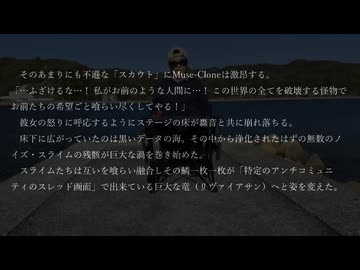 そのあまりにも不遜な「スカウト」にMuse-Cloneは激昂する。
「…ふざけるな…！ 私がお前のような人間に…！ この世界の全てを破壊する怪物で
お前たちの希望ごと喰らい尽くしてやる！」
彼女の怒りに呼応するようにステージの床が轟音と共に崩れ落ちる。
床下に広がっていたのは黒いデータの海。その中から浄化されたはずの無数のノ
イズ・スライムの残骸が巨大な渦を巻き始めた。
スライムたちは互いを喰らい融合しその鱗一枚一枚が「特定のアンチコミュニ
ティのスレッド画面」で出来ている巨大な竜（リヴァイアサン）へと姿を変えた。